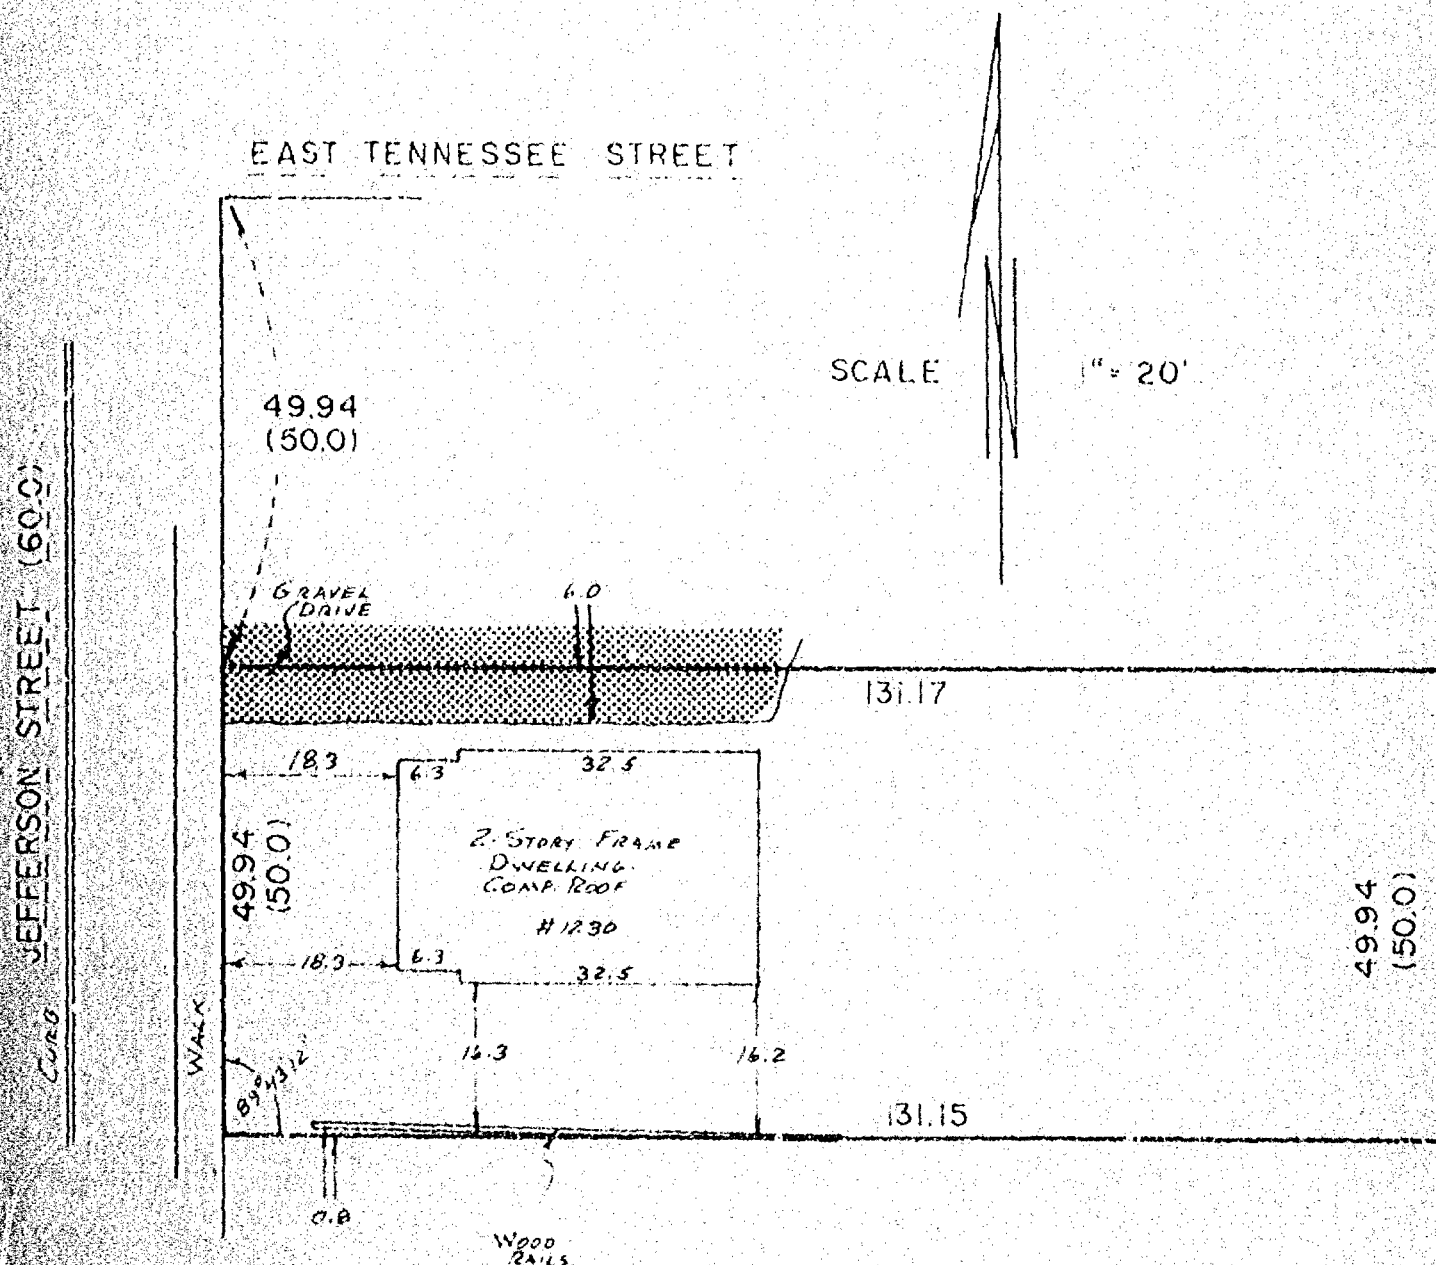 EAST TENNESSEE STREET
SCALE 1" = 20'
49.94
(50.0)
JEFFERSON STREET (60.0)
GRAVEL
DRIVE
6.0
131.17
18.3
6.3
32.5
2-STORY FRAME
DWELLING
COMP. ROOF
#1230
49.94
(50.0)
49.94
(50.0)
18.3
6.3
32.5
CURB
WALK
89°43'12"
16.3
16.2
131.15
0.8
WOOD
RAILS